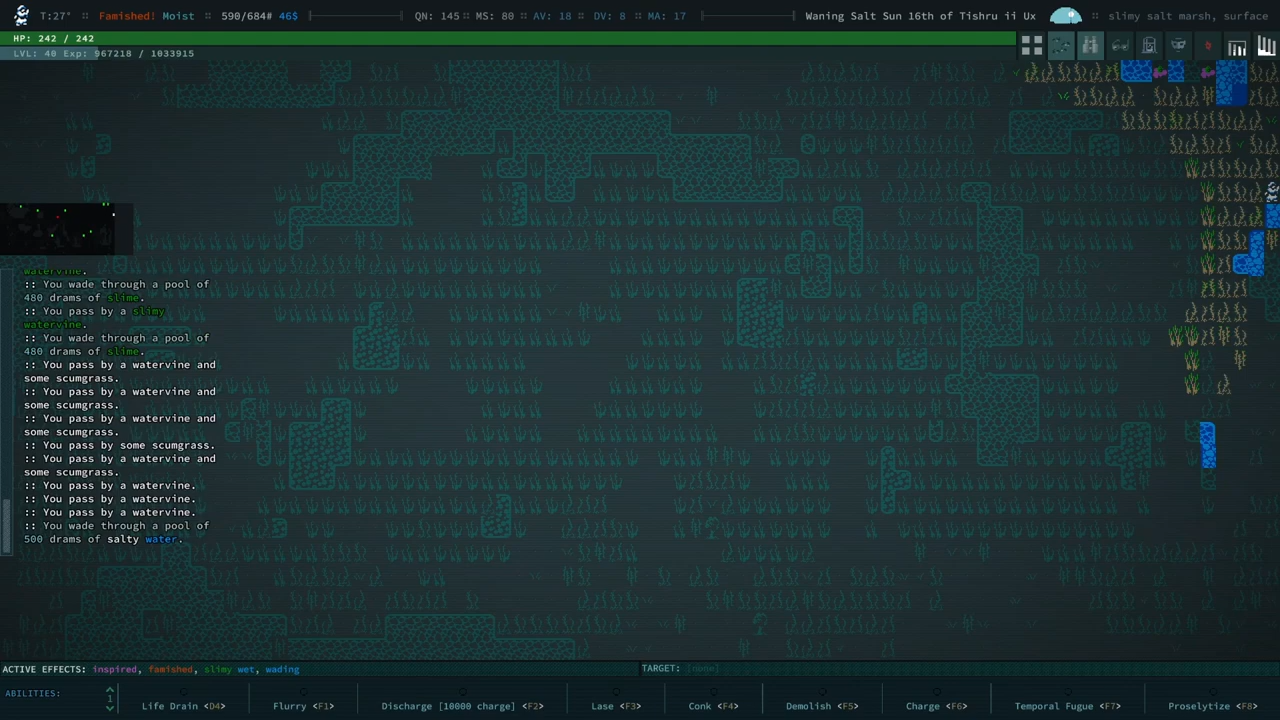 T:27° :: Famished! Moist :: 590/684# 46$ QN: 145 :: MS: 80 :: AV: 18 :: DV: 8 :: MA: 17 Waning Salt Sun 16th of Tishru ii Ux :: slimy salt marsh, surface
HP: 242 / 242
LVL: 40 Exp: 967218 / 1033915
watervine.
:: You wade through a pool of
480 drams of slime.
:: You pass by a slimy
watervine.
:: You wade through a pool of
480 drams of slime.
:: You pass by a watervine and
some scumgrass.
:: You pass by a watervine and
some scumgrass.
:: You pass by a watervine and
some scumgrass.
:: You pass by some scumgrass.
:: You pass by a watervine and
some scumgrass.
:: You pass by a watervine.
:: You pass by a watervine.
:: You pass by a watervine.
:: You wade through a pool of
500 drams of salty water.
ACTIVE EFFECTS: inspired, famished, slimy wet, wading TARGET: [none]
ABILITIES: 1 Life Drain <D4> Flurry <F1> Discharge [10000 charge] <F2> Lase <F3> Conk <F4> Demolish <F5> Charge <F6> Temporal Fugue <F7> Proselytize <F8>